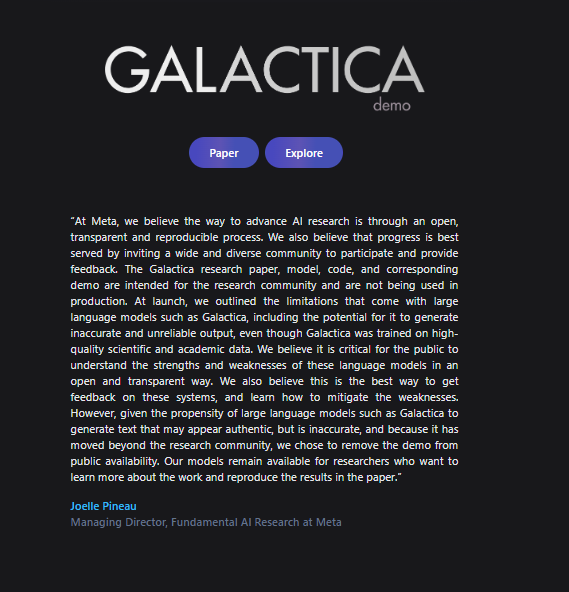 GALACTICA
demo
Paper Explore
“At Meta, we believe the way to advance AI research is through an open,
transparent and reproducible process. We also believe that progress is best
served by inviting a wide and diverse community to participate and provide
feedback. The Galactica research paper, model, code, and corresponding
demo are intended for the research community and are not being used in
production. At launch, we outlined the limitations that come with large
language models such as Galactica, including the potential for it to generate
inaccurate and unreliable output, even though Galactica was trained on high-
quality scientific and academic data. We believe it is critical for the public to
understand the strengths and weaknesses of these language models in an
open and transparent way. We also believe this is the best way to get
feedback on these systems, and learn how to mitigate the weaknesses.
However, given the propensity of large language models such as Galactica to
generate text that may appear authentic, but is inaccurate, and because it has
moved beyond the research community, we chose to remove the demo from
public availability. Our models remain available for researchers who want to
learn more about the work and reproduce the results in the paper.”
Joelle Pineau
Managing Director, Fundamental AI Research at Meta